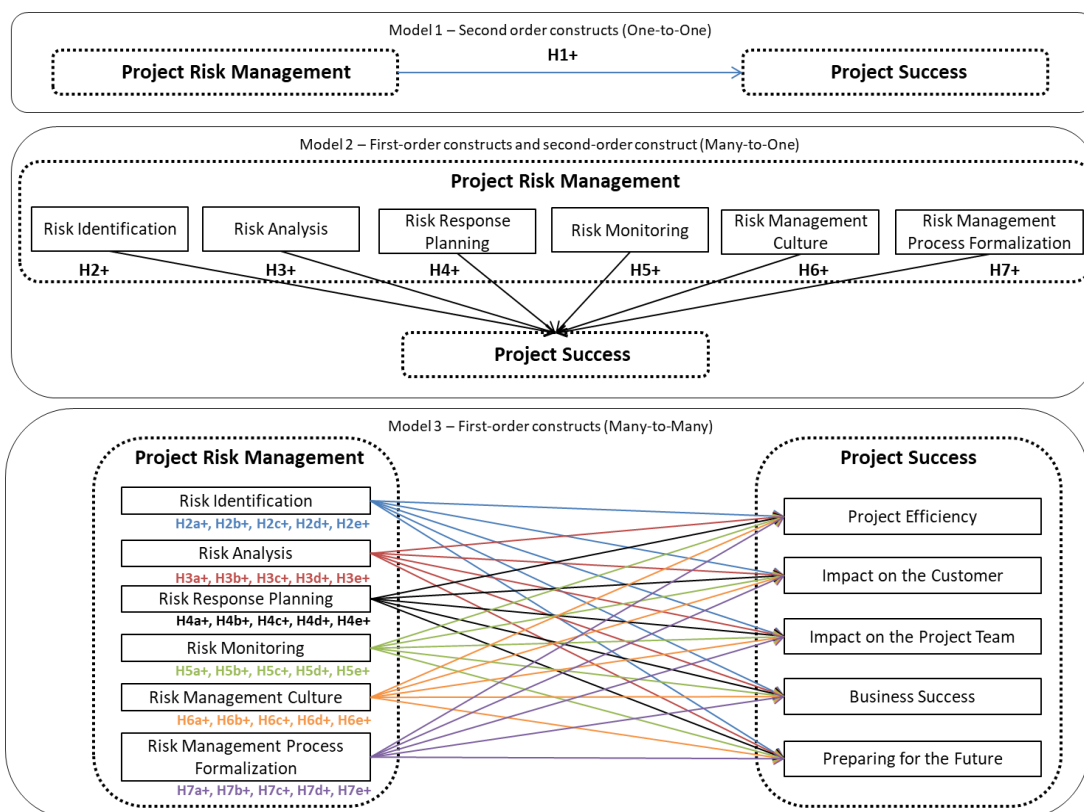 Model 1 – Second order constructs (One-to-One)
Project Risk Management
H1+
Project Success
Model 2 – First-order constructs and second-order construct (Many-to-One)
Project Risk Management
Risk Identification
Risk Analysis
Risk Response
Planning
Risk Monitoring
Risk Management
Culture
Risk Management
Process Formalization
H2+
H3+
H4+
H5+
H6+
H7+
Project Success
Model 3 – First-order constructs (Many-to-Many)
Project Risk Management
Risk Identification
H2a+, H2b+, H2c+, H2d+, H2e+
Risk Analysis
H3a+, H3b+, H3c+, H3d+, H3e+
Risk Response Planning
H4a+, H4b+, H4c+, H4d+, H4e+
Risk Monitoring
H5a+, H5b+, H5c+, H5d+, H5e+
Risk Management Culture
H6a+, H6b+, H6c+, H6d+, H6e+
Risk Management Process
Formalization
H7a+, H7b+, H7c+, H7d+, H7e+
Project Success
Project Efficiency
Impact on the Customer
Impact on the Project Team
Business Success
Preparing for the Future